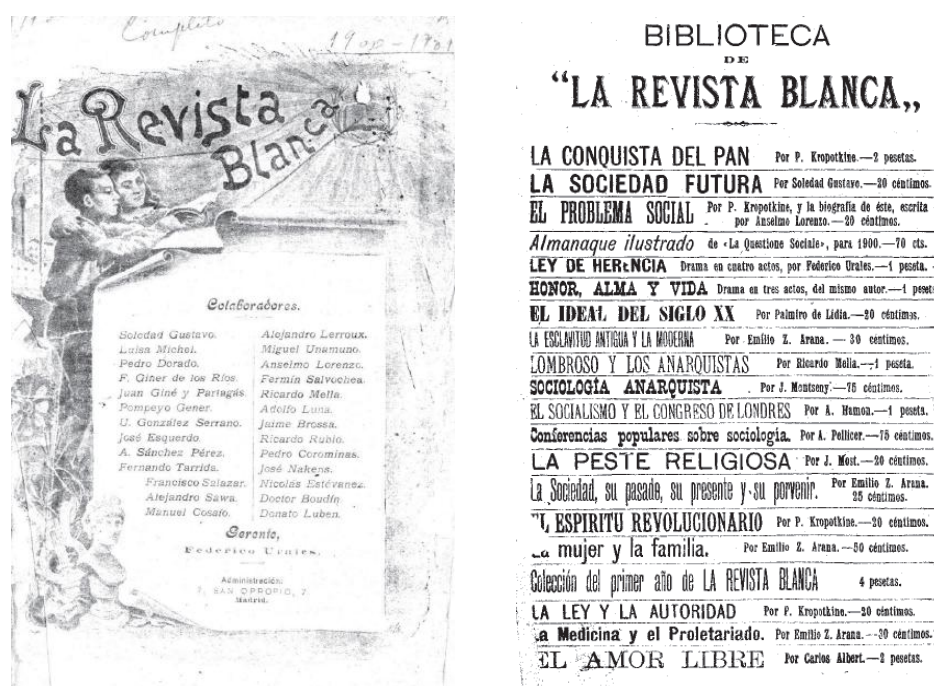 Completo
1900-1901
La Revista
Blanca
Colaboradores.
Soledad Gustavo.
Luisa Michel.
Pedro Dorado.
F. Giner de los Ríos.
Juan Giné y Partagás.
Pompeyo Gener.
U. González Serrano.
José Esquerdo.
A. Sánchez Pérez.
Fernando Tarrida.
Francisco Salazar.
Alejandro Sawa.
Manuel Cossío.
Alejandro Lerroux.
Miguel Unamuno.
Anselmo Lorenzo.
Fermín Salvochea.
Ricardo Mella.
Adolfo Luna.
Jaime Brossa.
Ricardo Rubio.
Pedro Corominas.
José Nakens.
Nicolás Estévanez.
Doctor Boudín.
Donato Luben.
Gerente,
Federico Urales.
Administración:
7, SAN OPROPIO, 7
Madrid.
BIBLIOTECA
DE
“LA REVISTA BLANCA„
LA CONQUISTA DEL PAN Por P. Kropotkine.—2 pesetas.
LA SOCIEDAD FUTURA Por Soledad Gustavo.—20 céntimos.
EL PROBLEMA SOCIAL Por P. Kropotkine, y la biografía de éste, escrita
por Anselmo Lorenzo.—20 céntimos.
Almanaque ilustrado de «La Questione Sociale», para 1900.—70 cts.
LEY DE HERENCIA Drama en cuatro actos, por Federico Urales.—1 peseta.
HONOR, ALMA Y VIDA Drama en tres actos, del mismo autor.—1 peset
EL IDEAL DEL SIGLO XX Por Palmiro de Lidia.—20 céntimos.
LA ESCLAVITUD ANTIGUA Y LA MODERNA Por Emilio Z. Arana.—30 céntimos.
LOMBROSO Y LOS ANARQUISTAS Por Ricardo Mella.—1 peseta.
SOCIOLOGÍA ANARQUISTA Por J. Montseny.—75 céntimos.
EL SOCIALISMO Y EL CONGRESO DE LONDRES Por A. Hamon.—1 peseta.
Conferencias populares sobre sociología. Por A. Pellicer.—75 céntimos.
LA PESTE RELIGIOSA Por J. Most.—20 céntimos.
La Sociedad, su pasado, su presente y su porvenir. Por Emilio Z. Arana.
25 céntimos.
EL ESPIRITU REVOLUCIONARIO Por P. Kropotkine.—20 céntimos.
La mujer y la familia. Por Emilio Z. Arana.—50 céntimos.
Colección del primer año de LA REVISTA BLANCA 4 pesetas.
LA LEY Y LA AUTORIDAD Por P. Kropotkine.—20 céntimos.
La Medicina y el Proletariado. Por Emilio Z. Arana.—30 céntimos.
EL AMOR LIBRE Por Carlos Albert.—2 pesetas.